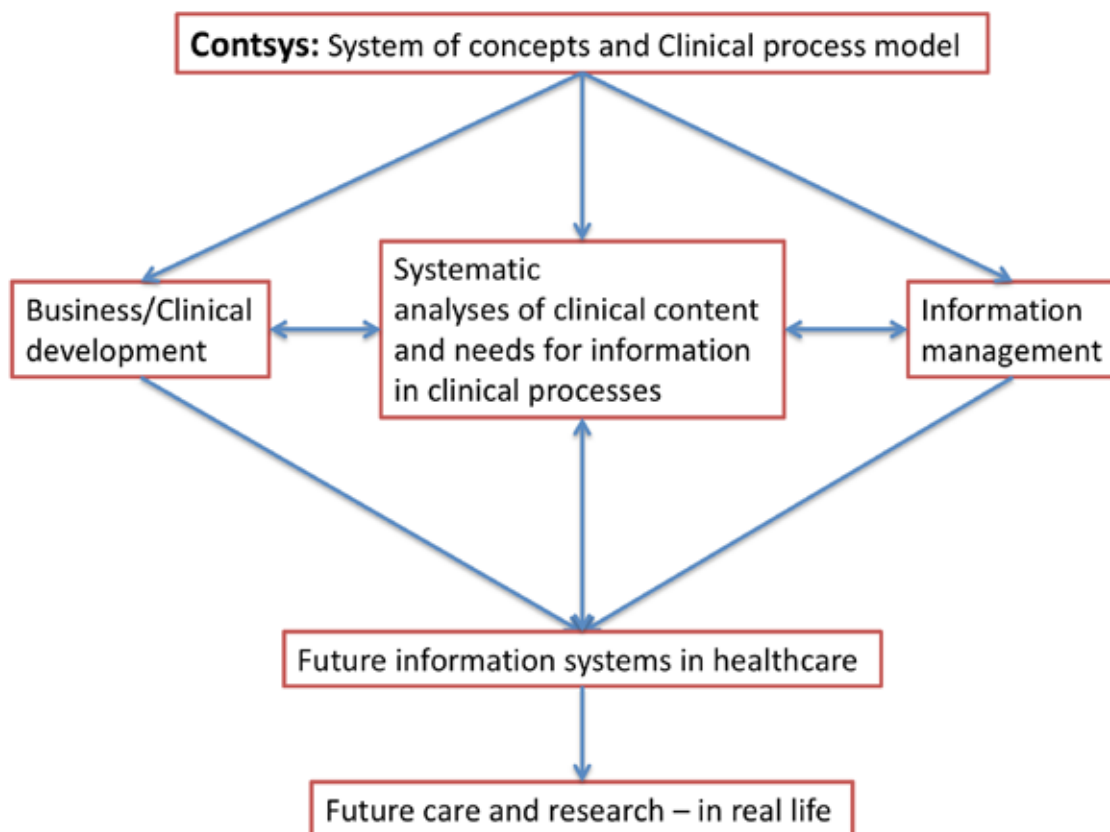 Contsys: System of concepts and Clinical process model
Business/Clinical
development
Systematic
analyses of clinical content
and needs for information
in clinical processes
Information
management
Future information systems in healthcare
Future care and research – in real life